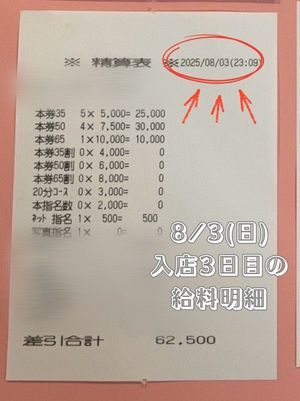 ※ 精算表 ※ 2025/08/03(23:09)
本券35 5× 5,000= 25,000
本券50 4× 7,500= 30,000
本券65 1×10,000= 10,000
本券35割 0× 4,000= 0
本券50割 0× 6,000= 0
本券65割 0× 8,000= 0
20分コース 0× 3,000= 0
本指名数 0× 2,000= 0
ネット 指名 1× 500= 500
写真指名 1× 0= 0
8/3(日)
入店3日目の
給料明細
差引合計 62,500